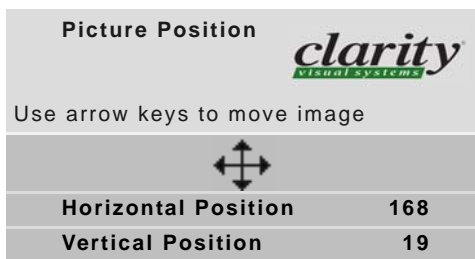 Picture Position
clarity
visual systems
Use arrow keys to move image
Horizontal Position 168
Vertical Position 19